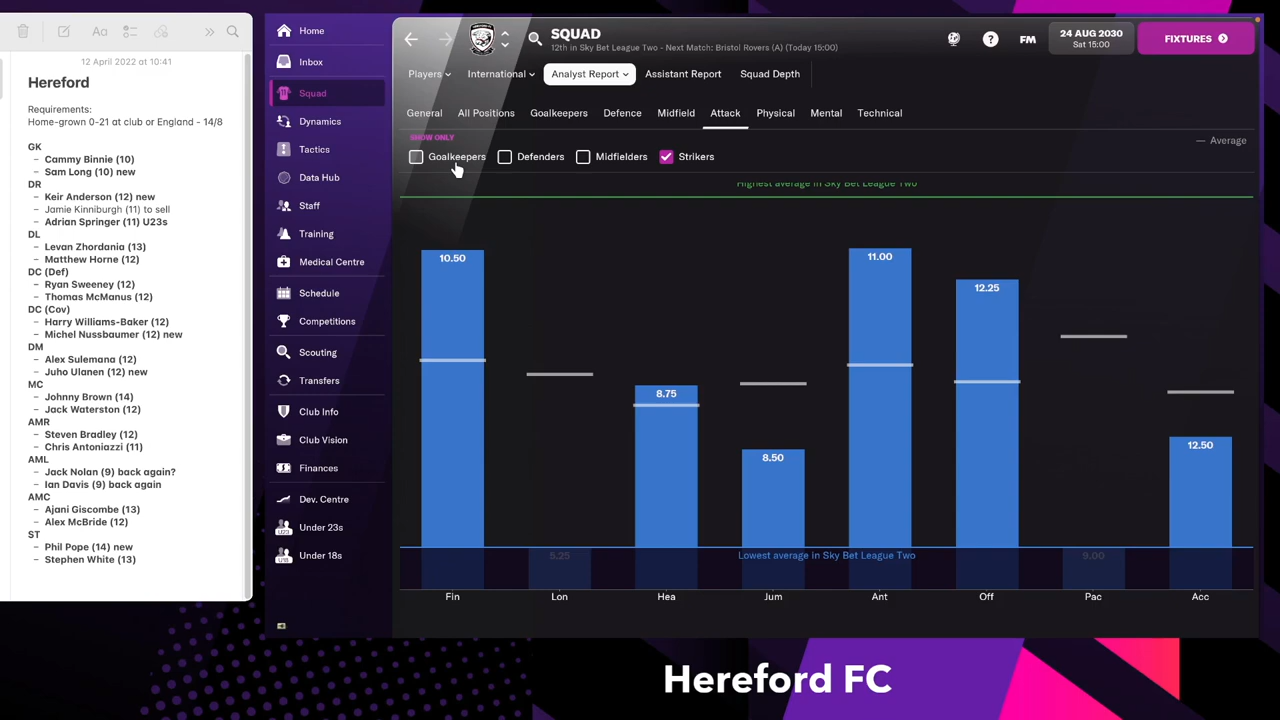 12 April 2022 at 10:41
Hereford
Requirements:
Home-grown 0-21 at club or England - 14/8
GK
- Cammy Binnie (10)
- Sam Long (10) new
DR
- Keir Anderson (12) new
- Jamie Kinniburgh (11) to sell
- Adrian Springer (11) U23s
DL
- Levan Zhordania (13)
- Matthew Horne (12)
DC (Def)
- Ryan Sweeney (12)
- Thomas McManus (12)
DC (Cov)
- Harry Williams-Baker (12)
- Michel Nussbaumer (12) new
DM
- Alex Sulemana (12)
- Juho Ulanen (12) new
MC
- Johnny Brown (14)
- Jack Waterston (12)
AMR
- Steven Bradley (12)
- Chris Antoniazzi (11)
AML
- Jack Nolan (9) back again?
- Ian Davis (9) back again
AMC
- Ajani Giscombe (13)
- Alex McBride (12)
ST
- Phil Pope (14) new
- Stephen White (13)
Home
Inbox
Squad
Dynamics
Tactics
Data Hub
Staff
Training
Medical Centre
Schedule
Competitions
Scouting
Transfers
Club Info
Club Vision
Finances
Dev. Centre
Under 23s
Under 18s
SQUAD
12th in Sky Bet League Two - Next Match: Bristol Rovers (A) (Today 15:00)
FM
24 AUG 2030
Sat 15:00
FIXTURES
Players International Analyst Report Assistant Report Squad Depth
General All Positions Goalkeepers Defence Midfield Attack Physical Mental Technical
SHOW ONLY
Goalkeepers Defenders Midfielders Strikers
Average
Highest average in Sky Bet League Two
10.50 8.75 8.50 11.00 12.25 12.50
Lowest average in Sky Bet League Two
5.25 9.00
Fin Lon Hea Jum Ant Off Pac Acc
Hereford FC